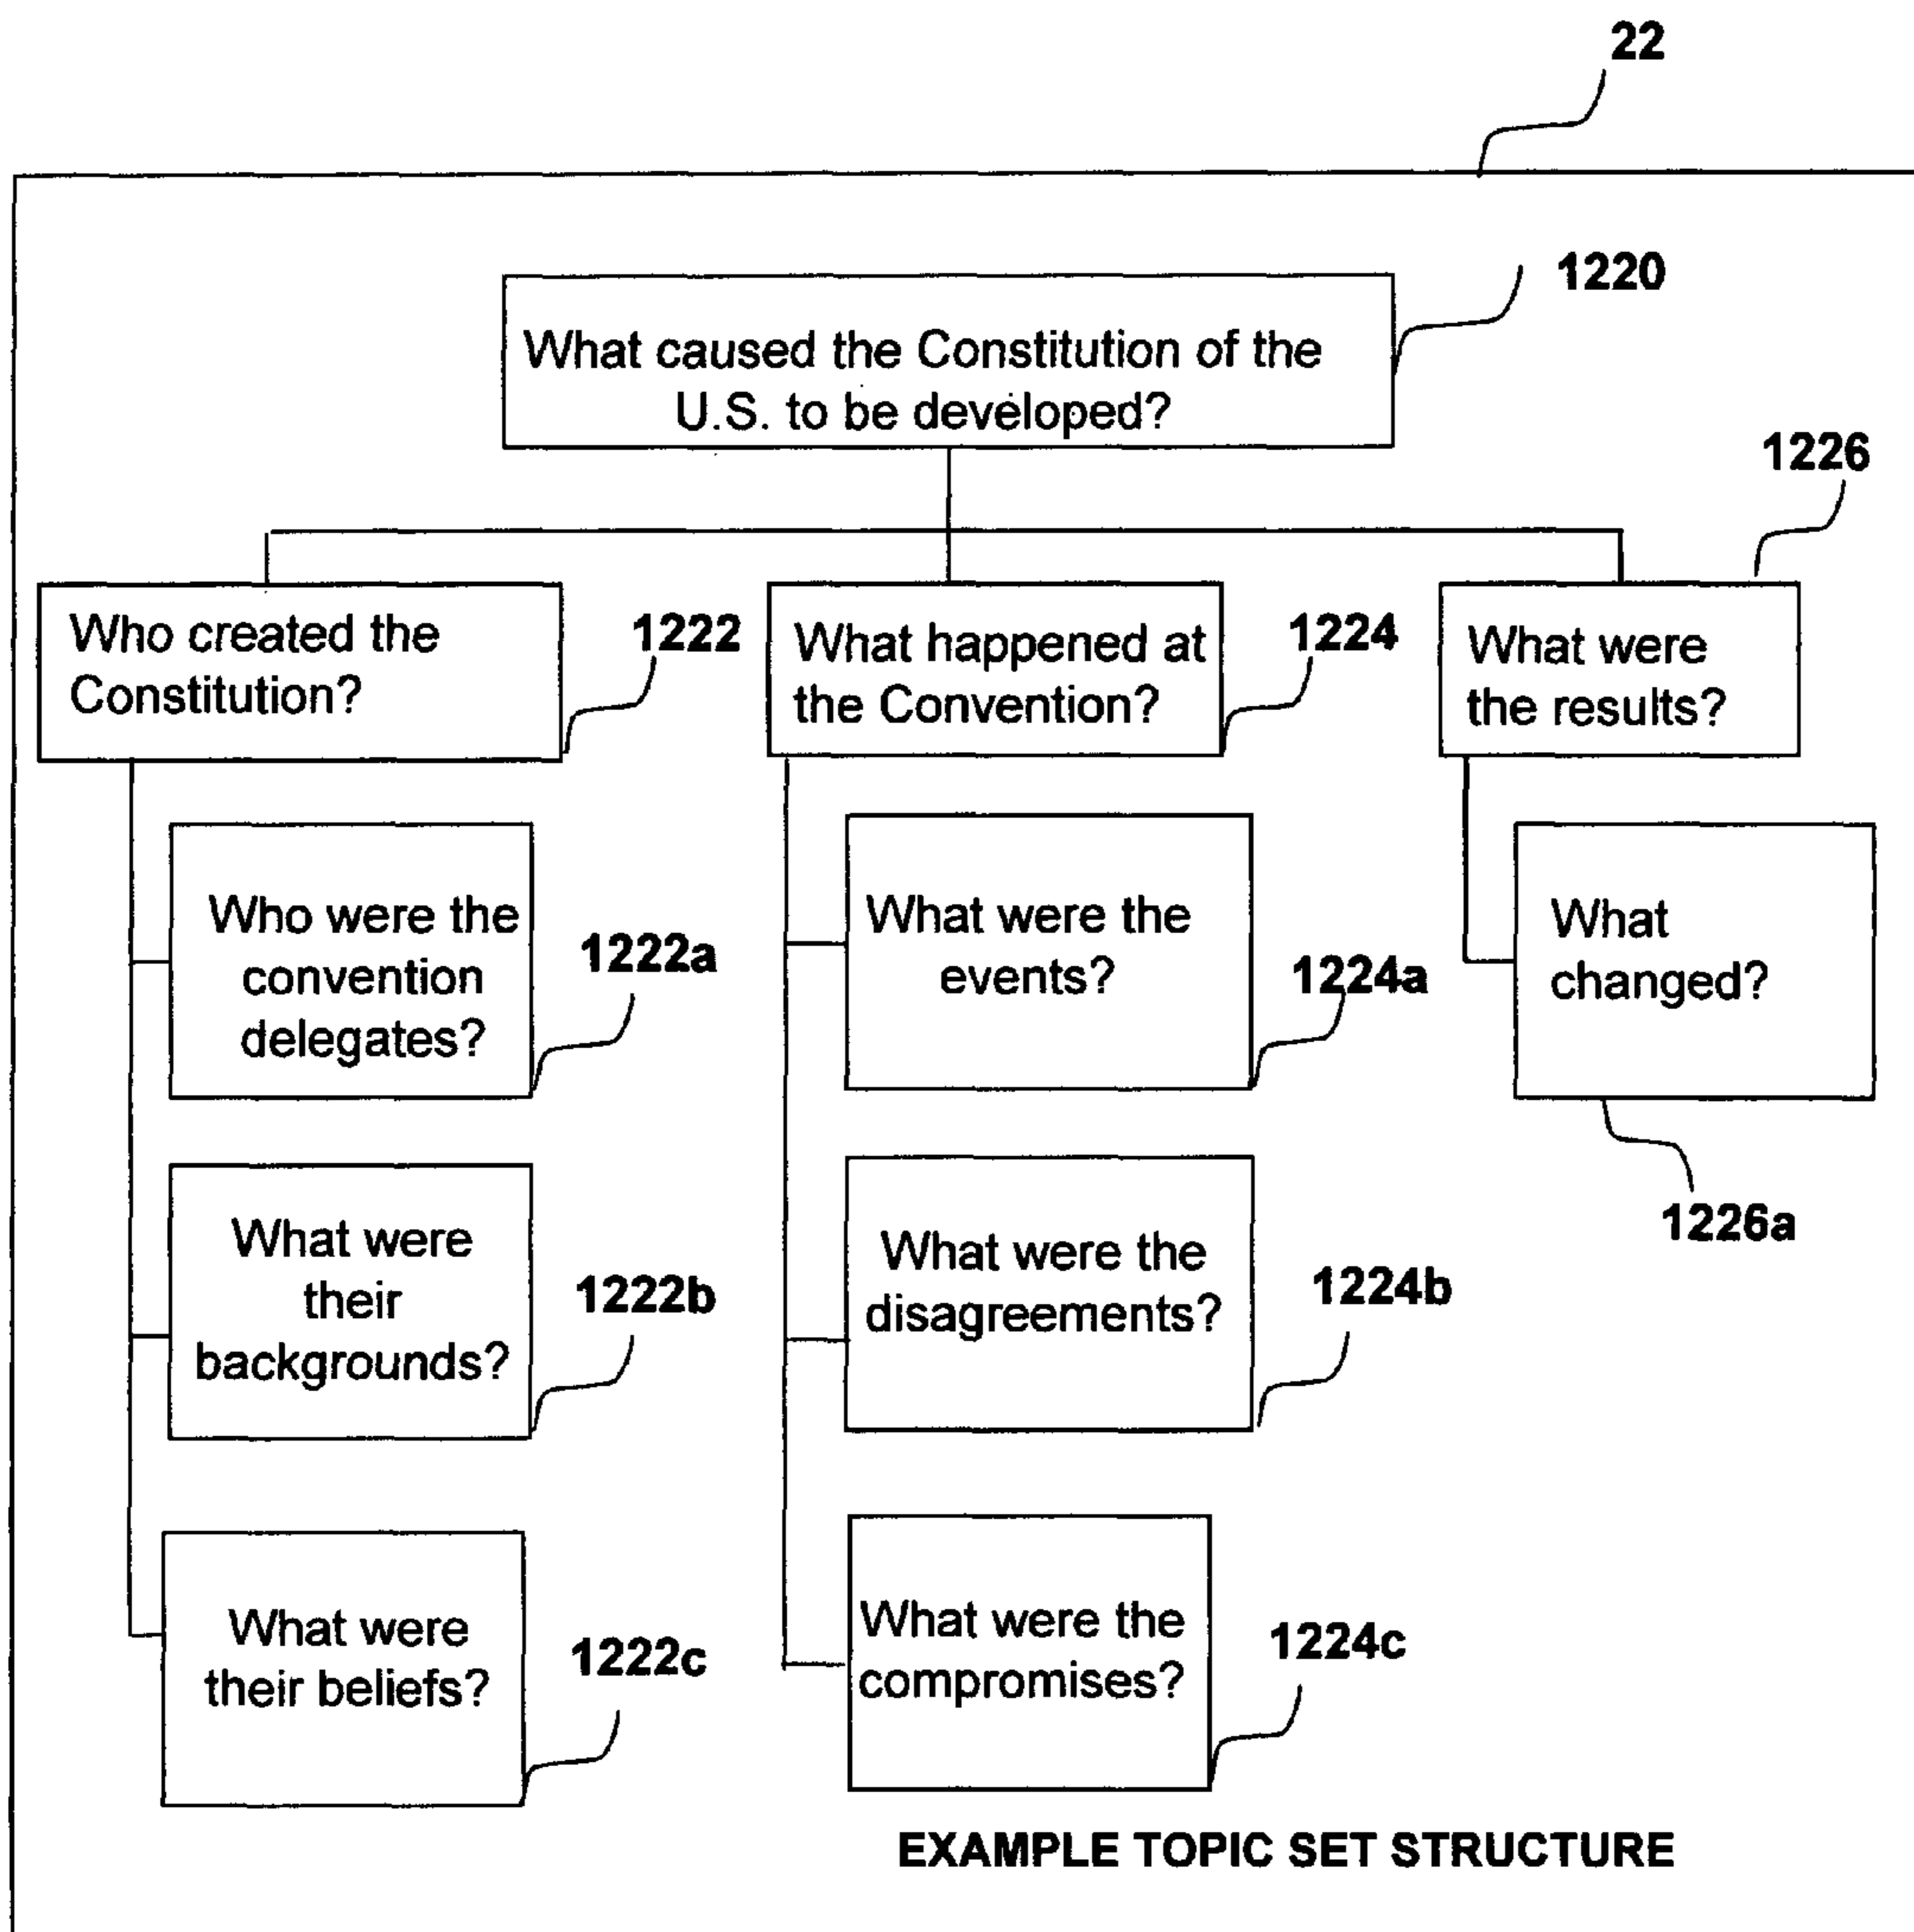 22
1220
What caused the Constitution of the
U.S. to be developed?
1226
Who created the
Constitution?
1222
What happened at
the Convention?
1224
What were
the results?
Who were the
convention
delegates?
1222a
What were the
events?
1224a
What
changed?
1226a
What were
their
backgrounds?
1222b
What were the
disagreements?
1224b
What were
their beliefs?
1222c
What were the
compromises?
1224c
EXAMPLE TOPIC SET STRUCTURE